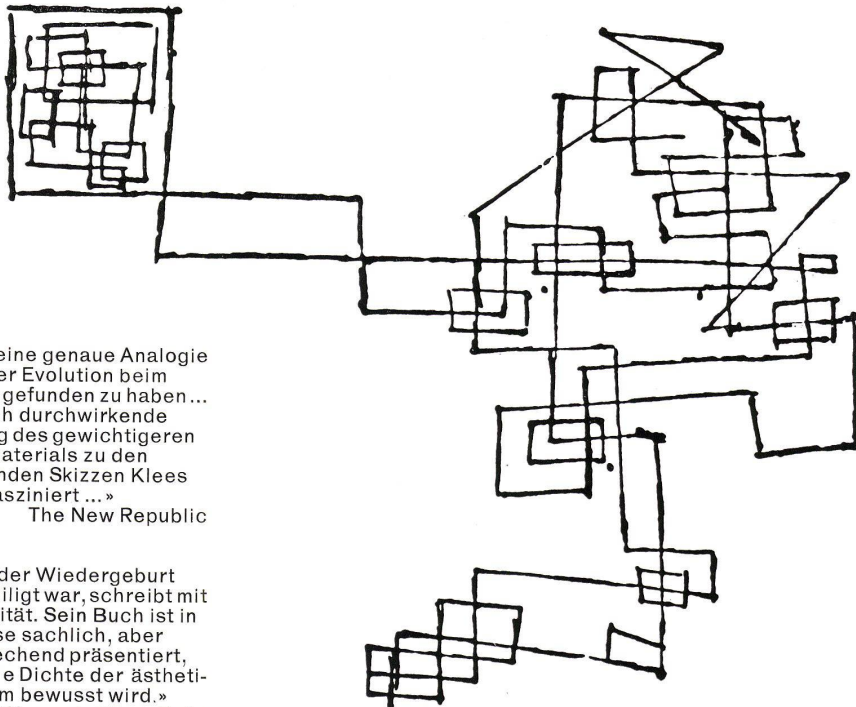 eine genaue Analogie
er Evolution beim
gefunden zu haben...
h durchwirkende
g des gewichtigeren
aterials zu den
nden Skizzen Klees
asziniert ...»
The New Republic
der Wiedergeburt
iligt war, schreibt mit
ität. Sein Buch ist in
se sachlich, aber
echend präsentiert,
e Dichte der ästheti-
m bewusst wird.»